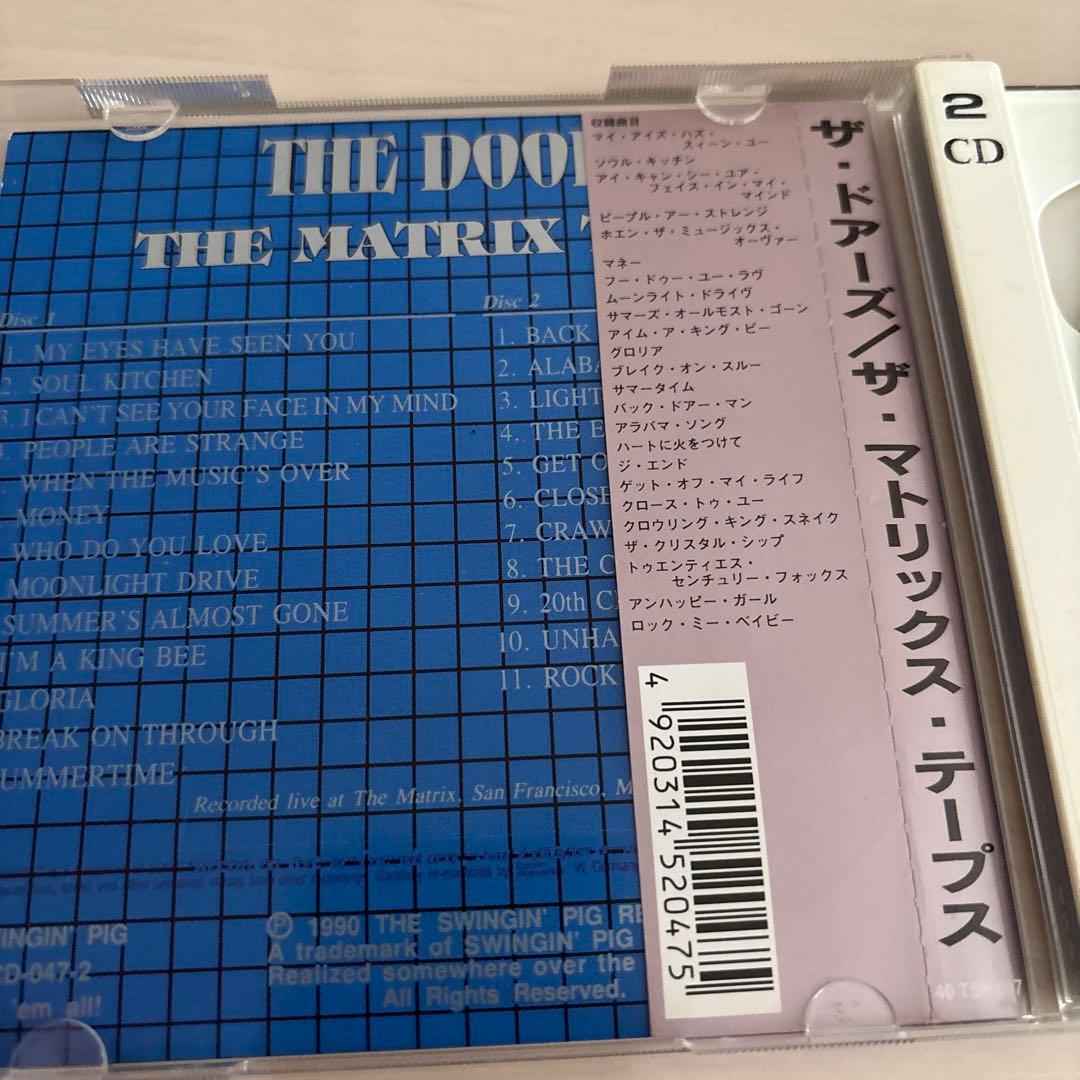 THE DOO
THE MATRIX T
Disc 1
1. MY EYES HAVE SEEN YOU
2. SOUL KITCHEN
3. I CAN'T SEE YOUR FACE IN MY MIND
4. PEOPLE ARE STRANGE
WHEN THE MUSIC'S OVER
MONEY
WHO DO YOU LOVE
MOONLIGHT DRIVE
SUMMER'S ALMOST GONE
I'M A KING BEE
GLORIA
BREAK ON THROUGH
UMMERTIME
Disc 2
1. BACK
2. ALABA
3. LIGHT
4. THE E
5. GET O
6. CLOSE
7. CRAW
8. THE C
9. 20th C
10. UNHA
11. ROCK
Recorded live at The Matrix, San Francisco, M
INGIN' PIG
CD-047-2
'em all!
Ⓟ 1990 THE SWINGIN' PIG RE
A trademark of SWINGIN' PIG
Realized somewhere over the
All Rights Reserved.
収録曲目
マイ・アイズ・ハズ・
スィーン・ユー
ソウル・キッチン
アイ・キャン・シー・ユア・
フェイス・イン・マイ・
マインド
ピープル・アー・ストレンジ
ホエン・ザ・ミュージックス・
オーヴァー
マネー
フー・ドゥー・ユー・ラヴ
ムーンライト・ドライヴ
サマーズ・オールモスト・ゴーン
アイム・ア・キング・ビー
グロリア
ブレイク・オン・スルー
サマータイム
バック・ドアー・マン
アラバマ・ソング
ハートに火をつけて
ジ・エンド
ゲット・オフ・マイ・ライフ
クロース・トゥ・ユー
クロウリング・キング・スネイク
ザ・クリスタル・シップ
トゥエンティエス・
センチュリー・フォックス
アンハッピー・ガール
ロック・ミー・ベイビー
4 920314 520475
ザ・ドアーズ/ザ・マトリックス・テープス
2
CD